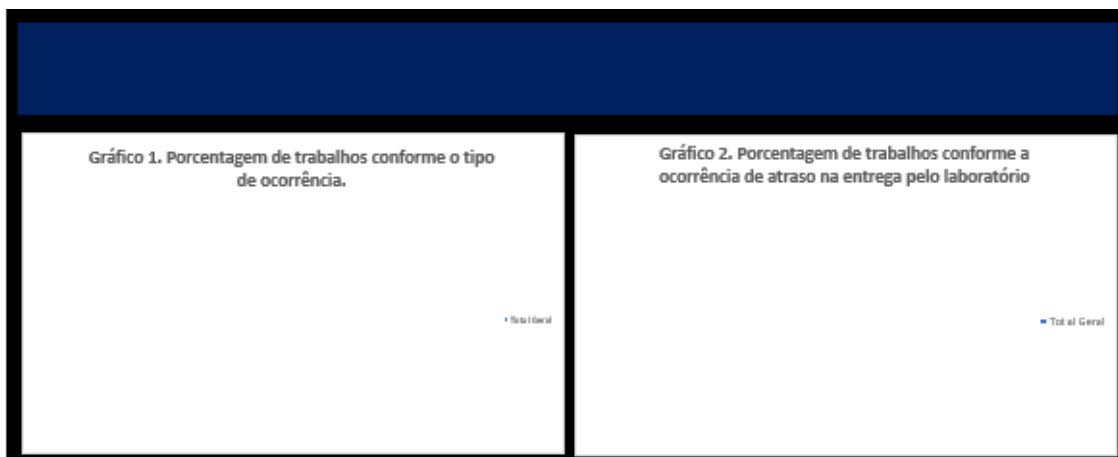 Gráfico 1. Porcentagem de trabalhos conforme o tipo
de ocorrência.
Total Geral
Gráfico 2. Porcentagem de trabalhos conforme a
ocorrência de atraso na entrega pelo laboratório
Total Geral